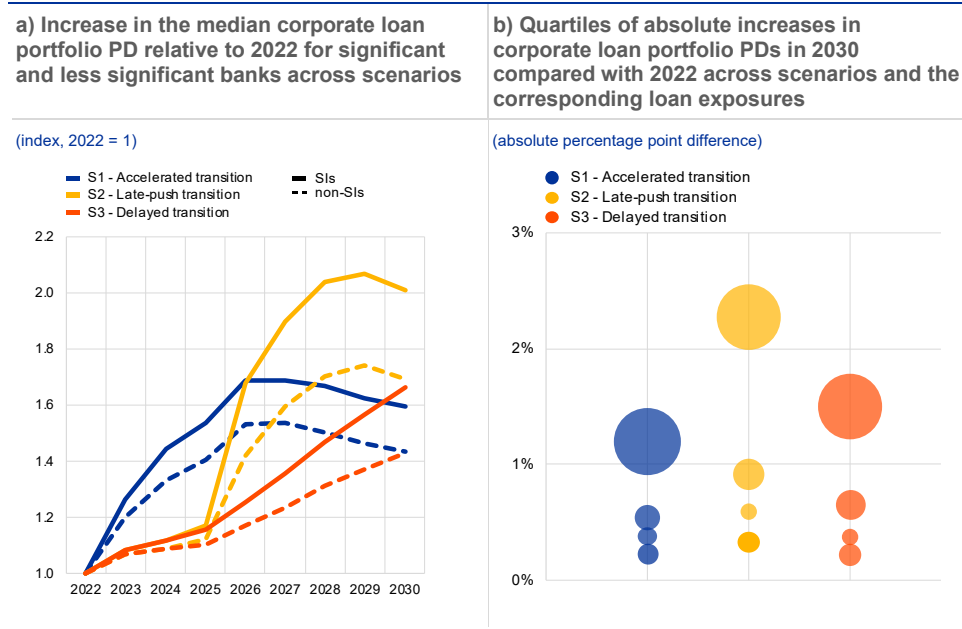 a) Increase in the median corporate loan
portfolio PD relative to 2022 for significant
and less significant banks across scenarios
(index, 2022 = 1)
S1 - Accelerated transition
S2 - Late-push transition
S3 - Delayed transition
SIs
non-SIs
2.2
2.0
1.8
1.6
1.4
1.2
1.0
2022 2023 2024 2025 2026 2027 2028 2029 2030
b) Quartiles of absolute increases in
corporate loan portfolio PDs in 2030
compared with 2022 across scenarios and the
corresponding loan exposures
(absolute percentage point difference)
S1 - Accelerated transition
S2 - Late-push transition
S3 - Delayed transition
3%
2%
1%
0%